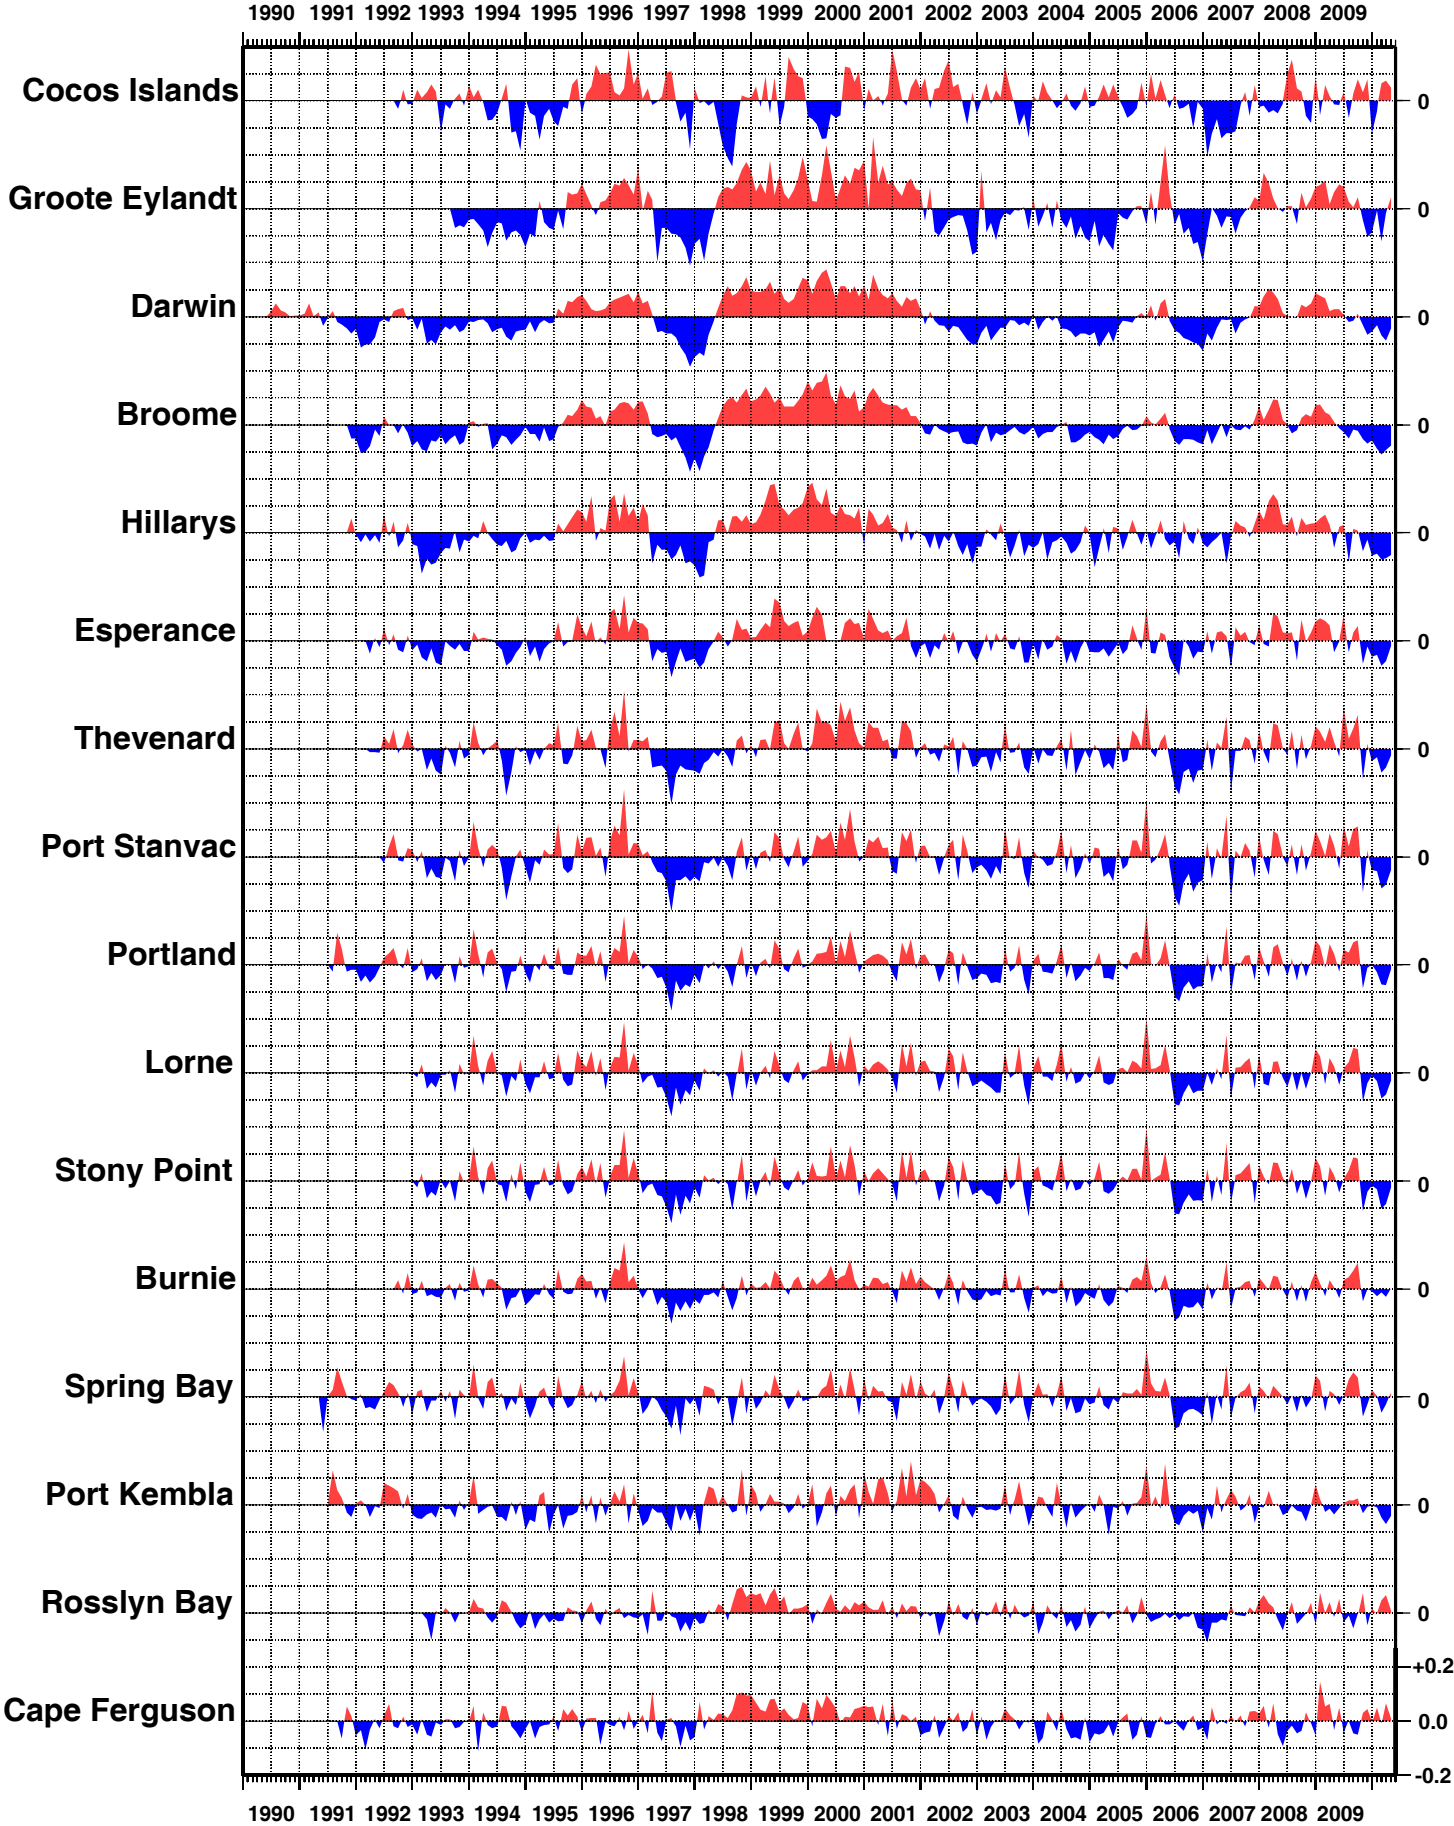 1990 1991 1992 1993 1994 1995 1996 1997 1998 1999 2000 2001 2002 2003 2004 2005 2006 2007 2008 2009
Cocos Islands 0
Groote Eylandt 0
Darwin 0
Broome 0
Hillarys 0
Esperance 0
Thevenard 0
Port Stanvac 0
Portland 0
Lorne 0
Stony Point 0
Burnie 0
Spring Bay 0
Port Kembla 0
Rosslyn Bay 0
+0.2
Cape Ferguson 0.0
-0.2
1990 1991 1992 1993 1994 1995 1996 1997 1998 1999 2000 2001 2002 2003 2004 2005 2006 2007 2008 2009